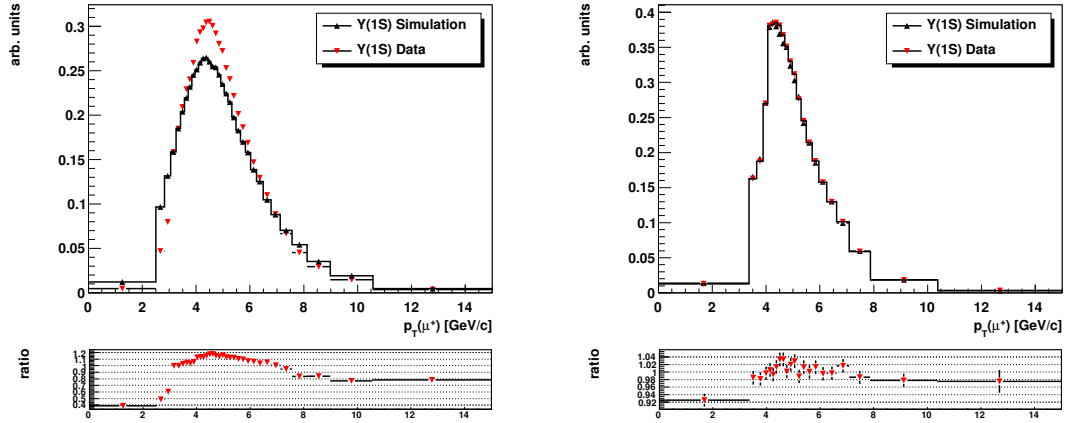 arb. units
0.3
0.25
0.2
0.15
0.1
0.05
0
Υ(1S) Simulation
Υ(1S) Data
0 2 4 6 8 10 12 14
p_T(μ⁺) [GeV/c]
ratio
1.2
1.1
1
0.9
0.8
0.7
0.6
0.5
0.4
0 2 4 6 8 10 12 14
arb. units
0.4
0.35
0.3
0.25
0.2
0.15
0.1
0.05
0
Υ(1S) Simulation
Υ(1S) Data
0 2 4 6 8 10 12 14
p_T(μ⁺) [GeV/c]
ratio
1.04
1.02
1
0.98
0.96
0.94
0.92
0 2 4 6 8 10 12 14